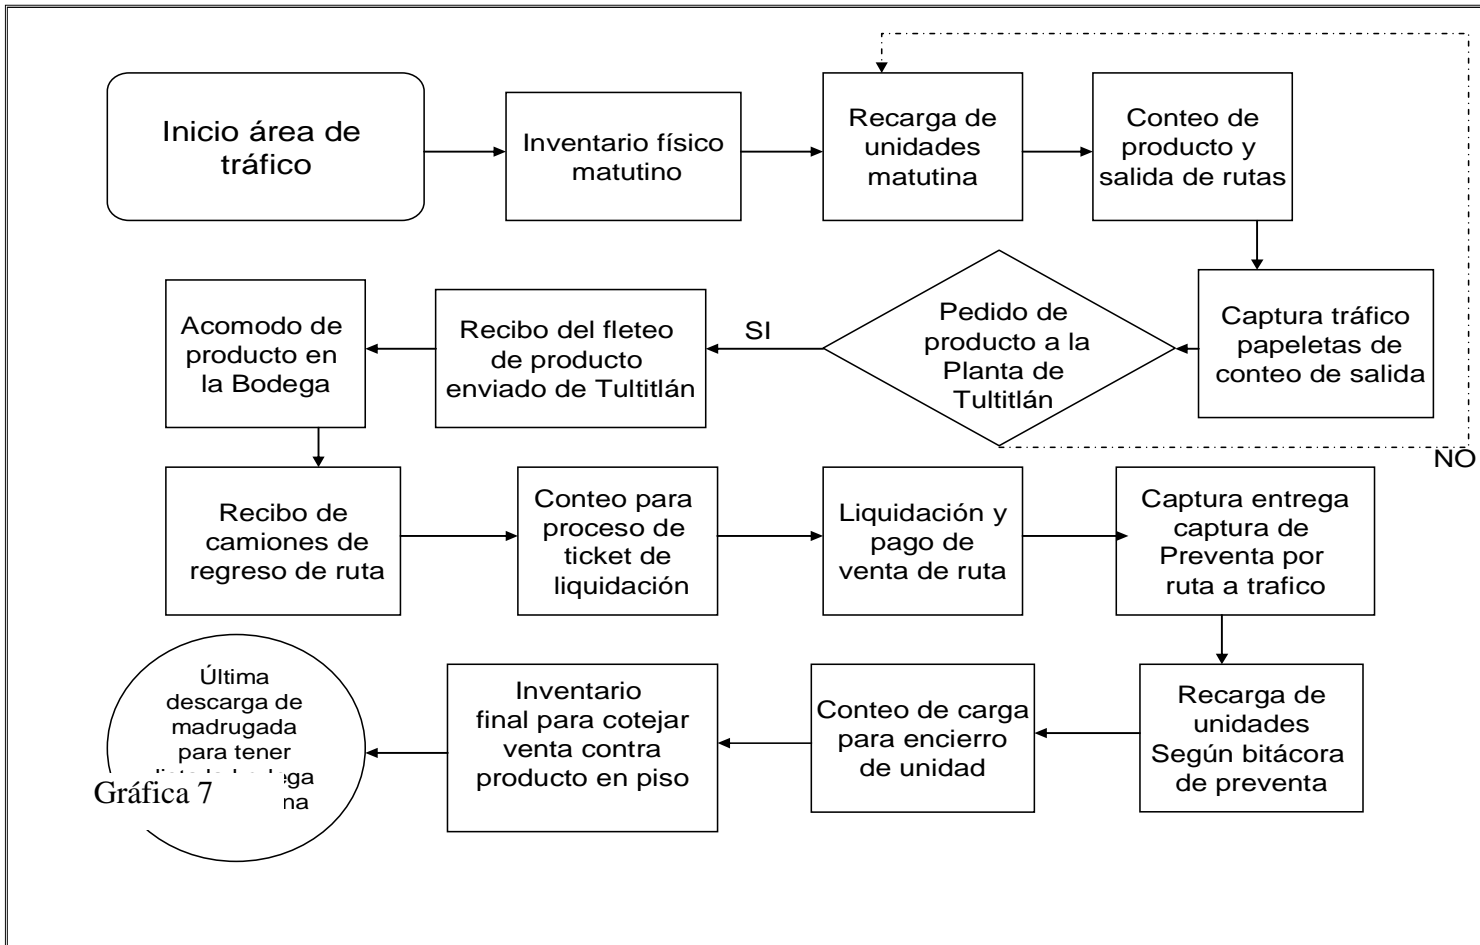 Inicio área de
tráfico
Inventario físico
matutino
Recarga de
unidades
matutina
Conteo de
producto y
salida de rutas
Captura tráfico
papeletas de
conteo de salida
Pedido de
producto a la
Planta de
Tultitlán
SI
NO
Recibo del fleteo
de producto
enviado de Tultitlán
Acomodo de
producto en
la Bodega
Recibo de
camiones de
regreso de ruta
Conteo para
proceso de
ticket de
liquidación
Liquidación y
pago de
venta de ruta
Captura entrega
captura de
Preventa por
ruta a trafico
Recarga de
unidades
Según bitácora
de preventa
Conteo de carga
para encierro
de unidad
Inventario
final para cotejar
venta contra
producto en piso
Última
descarga de
madrugada
para tener
Gráfica 7